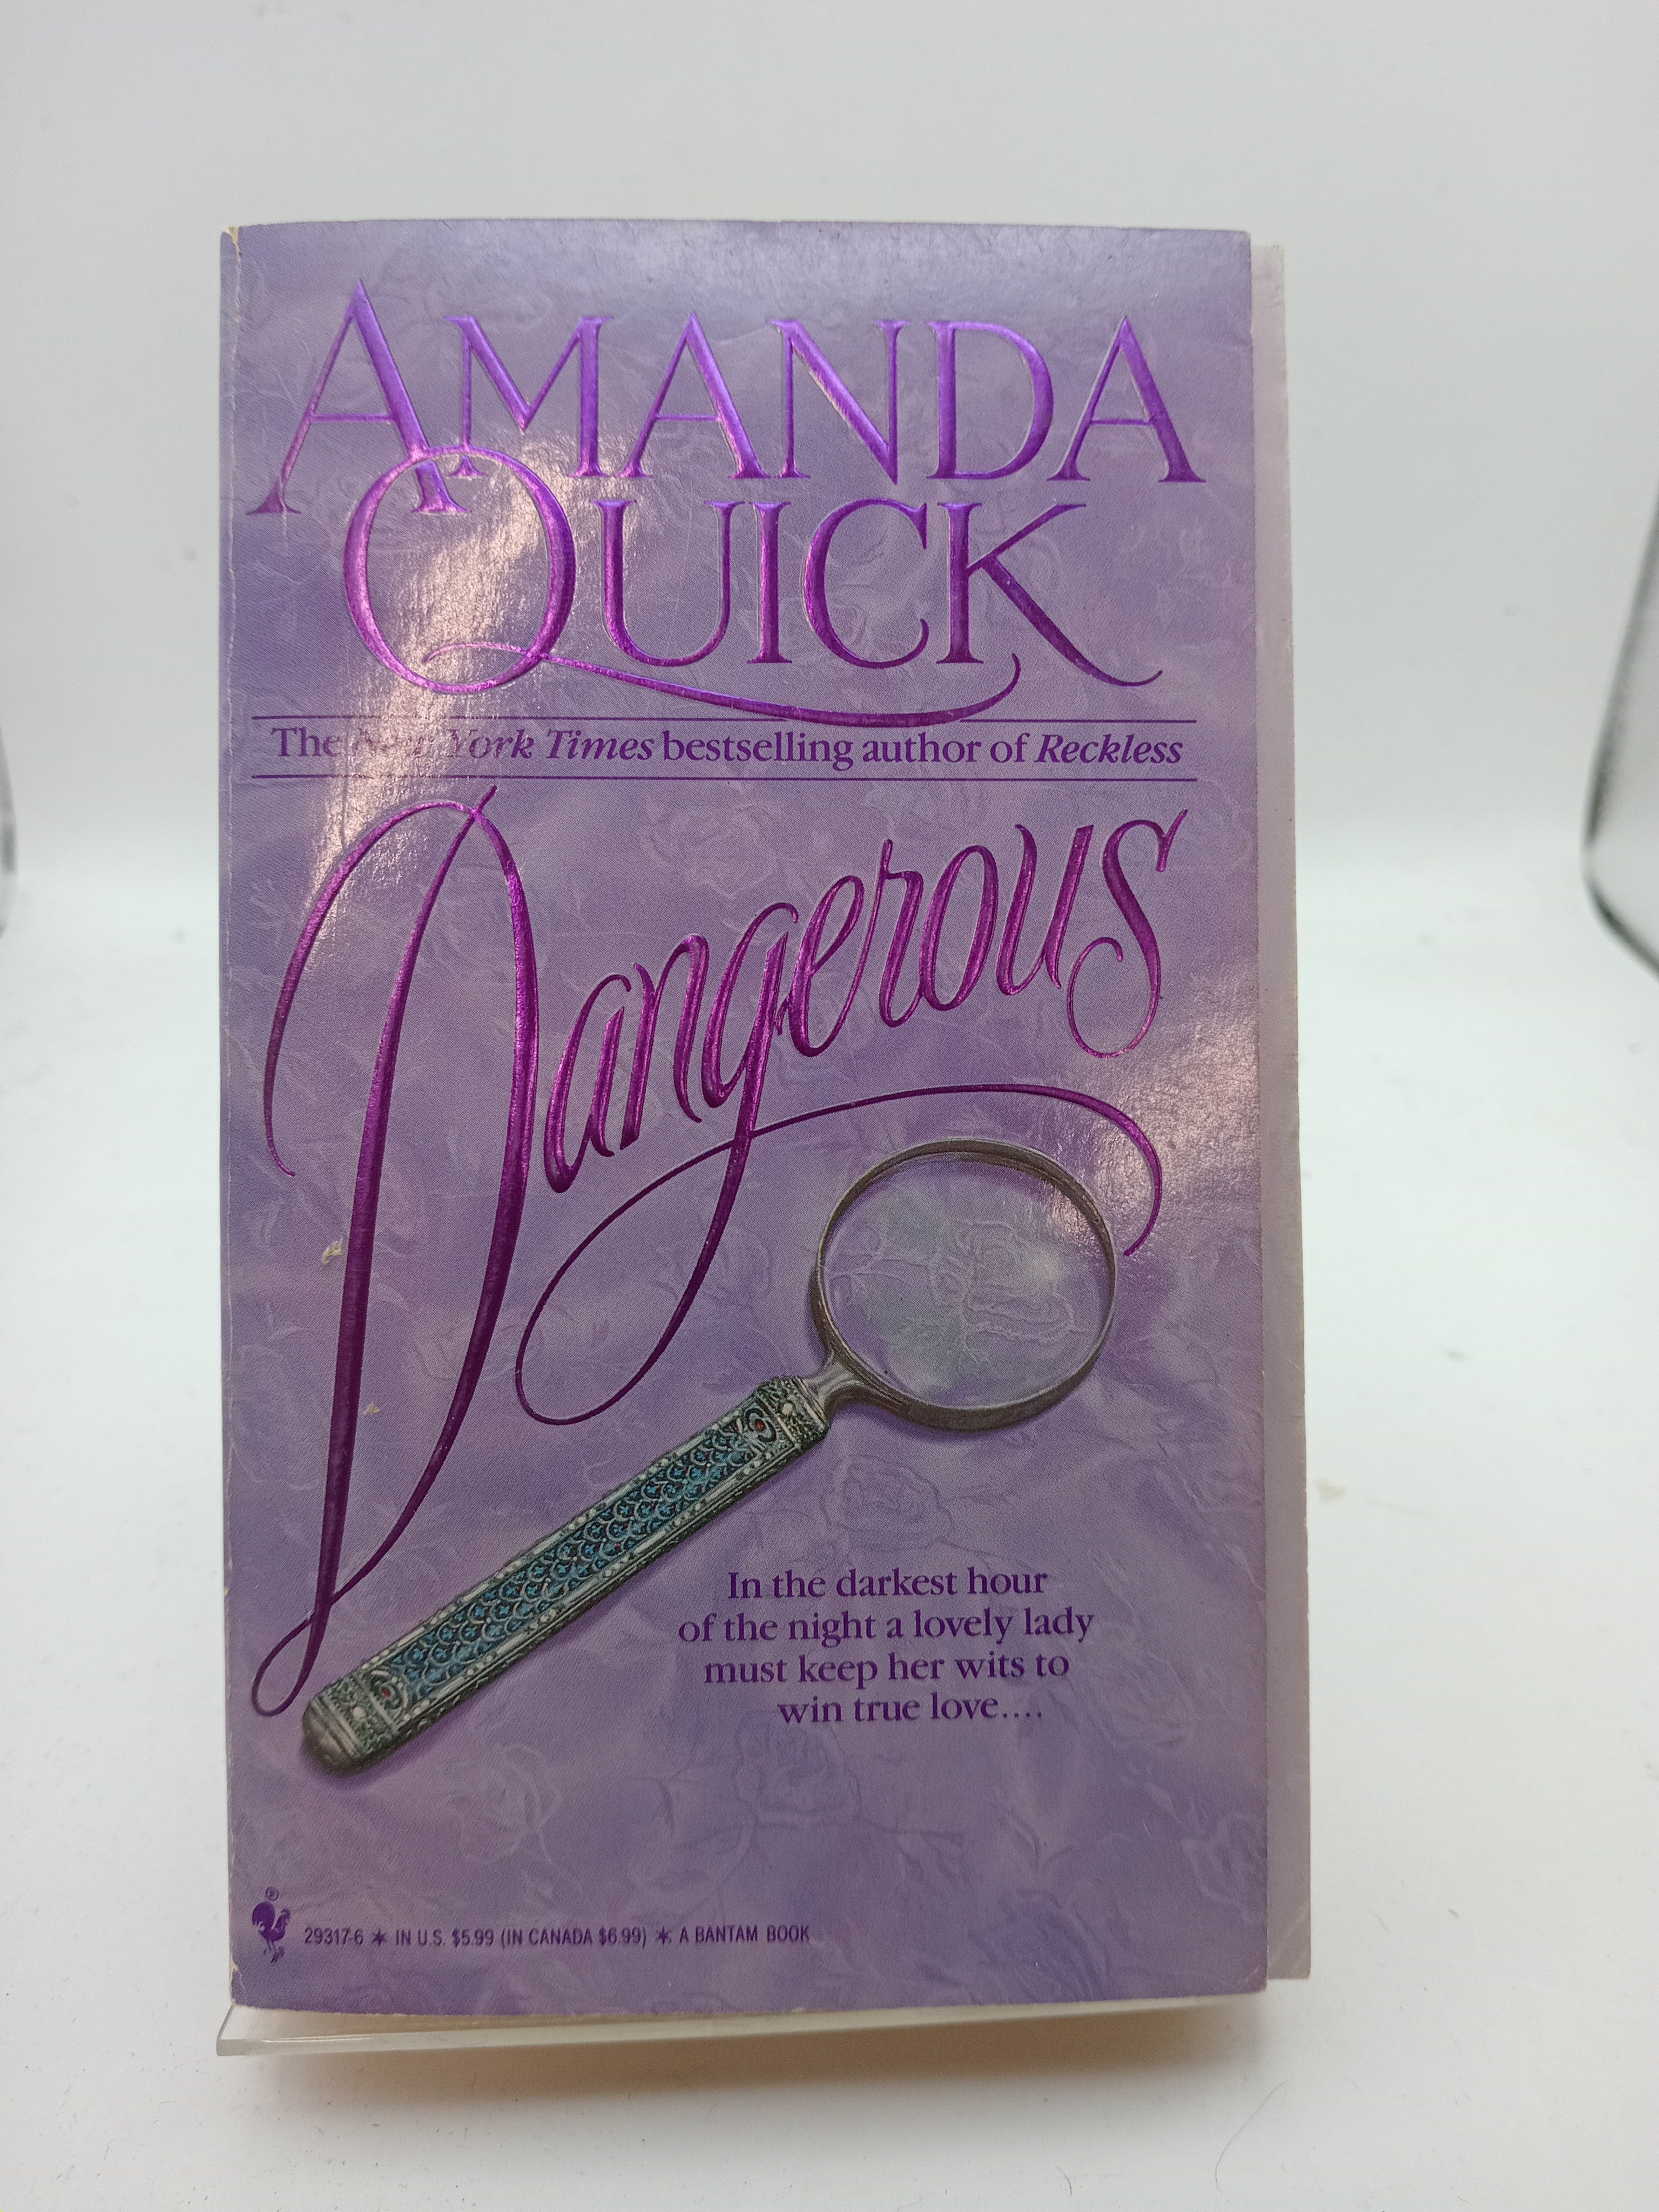 AMANDA
QUICK
The New York Times bestselling author of Reckless
Dangerous
In the darkest hour
of the night a lovely lady
must keep her wits to
win true love....
®
29317-6 * IN U.S. $5.99 (IN CANADA $6.99) * A BANTAM BOOK